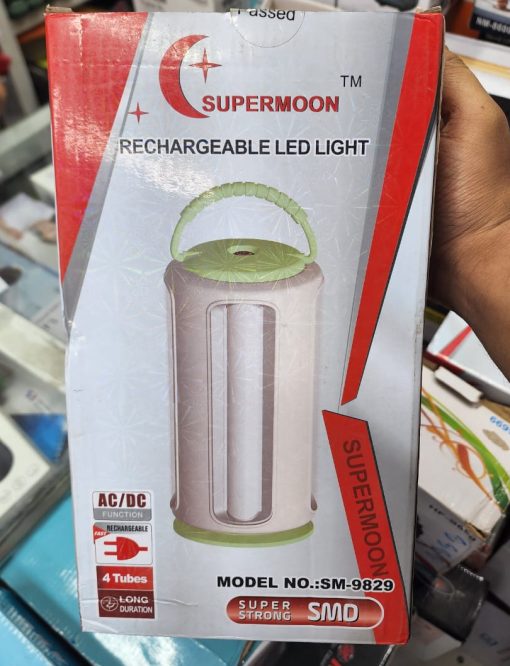 Passed
SUPERMOON
TM
RECHARGEABLE LED LIGHT
SUPERMOON
AC/DC
FUNCTION
RECHARGEABLE
FAST
4 Tubes
LONG
DURATION
MODEL NO.:SM-9829
SUPER
STRONG
SMD